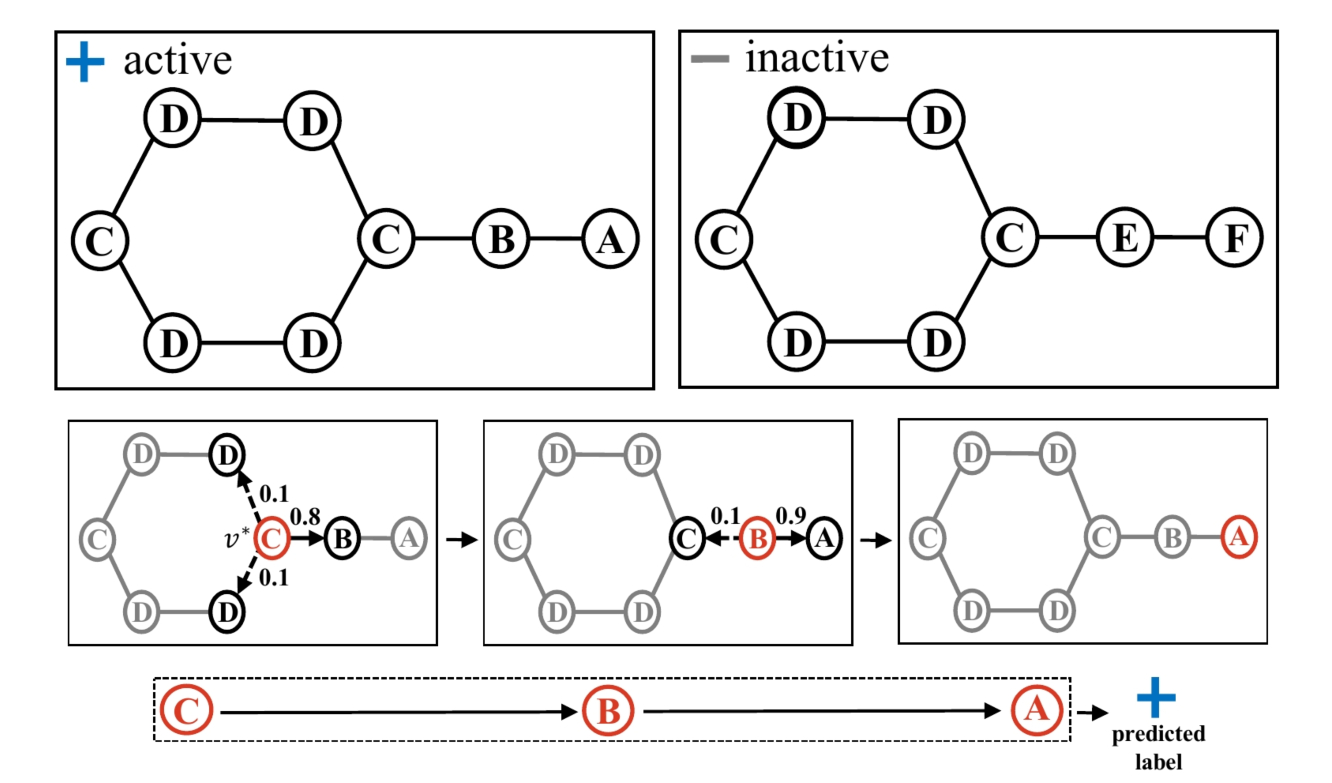 + active
D D
C C B A
D D
− inactive
D D
C C E F
D D
D D
0.1
0.8
v* C B A
C
0.1
D D
D D
0.1 0.9
C C B A
D D
D D
C C B A
D D
C B A
+
predicted
label